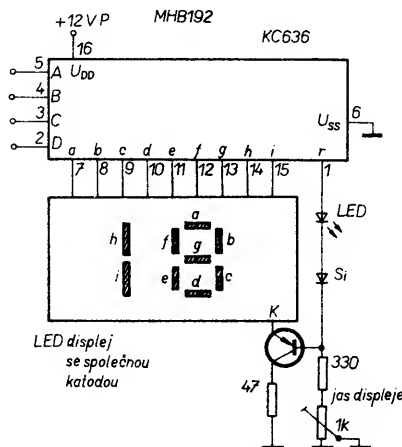 +12V P
MHB192
KC636
16
U_DD
5 A
4 B
3 C
2 D
U_SS 6
a b c d e f g h i r
7 8 9 10 11 12 13 14 15 1
LED
Si
a
h f b
g
i e c
d
K
LED displej
se společnou
katodou
47
330
jas displeje
1k